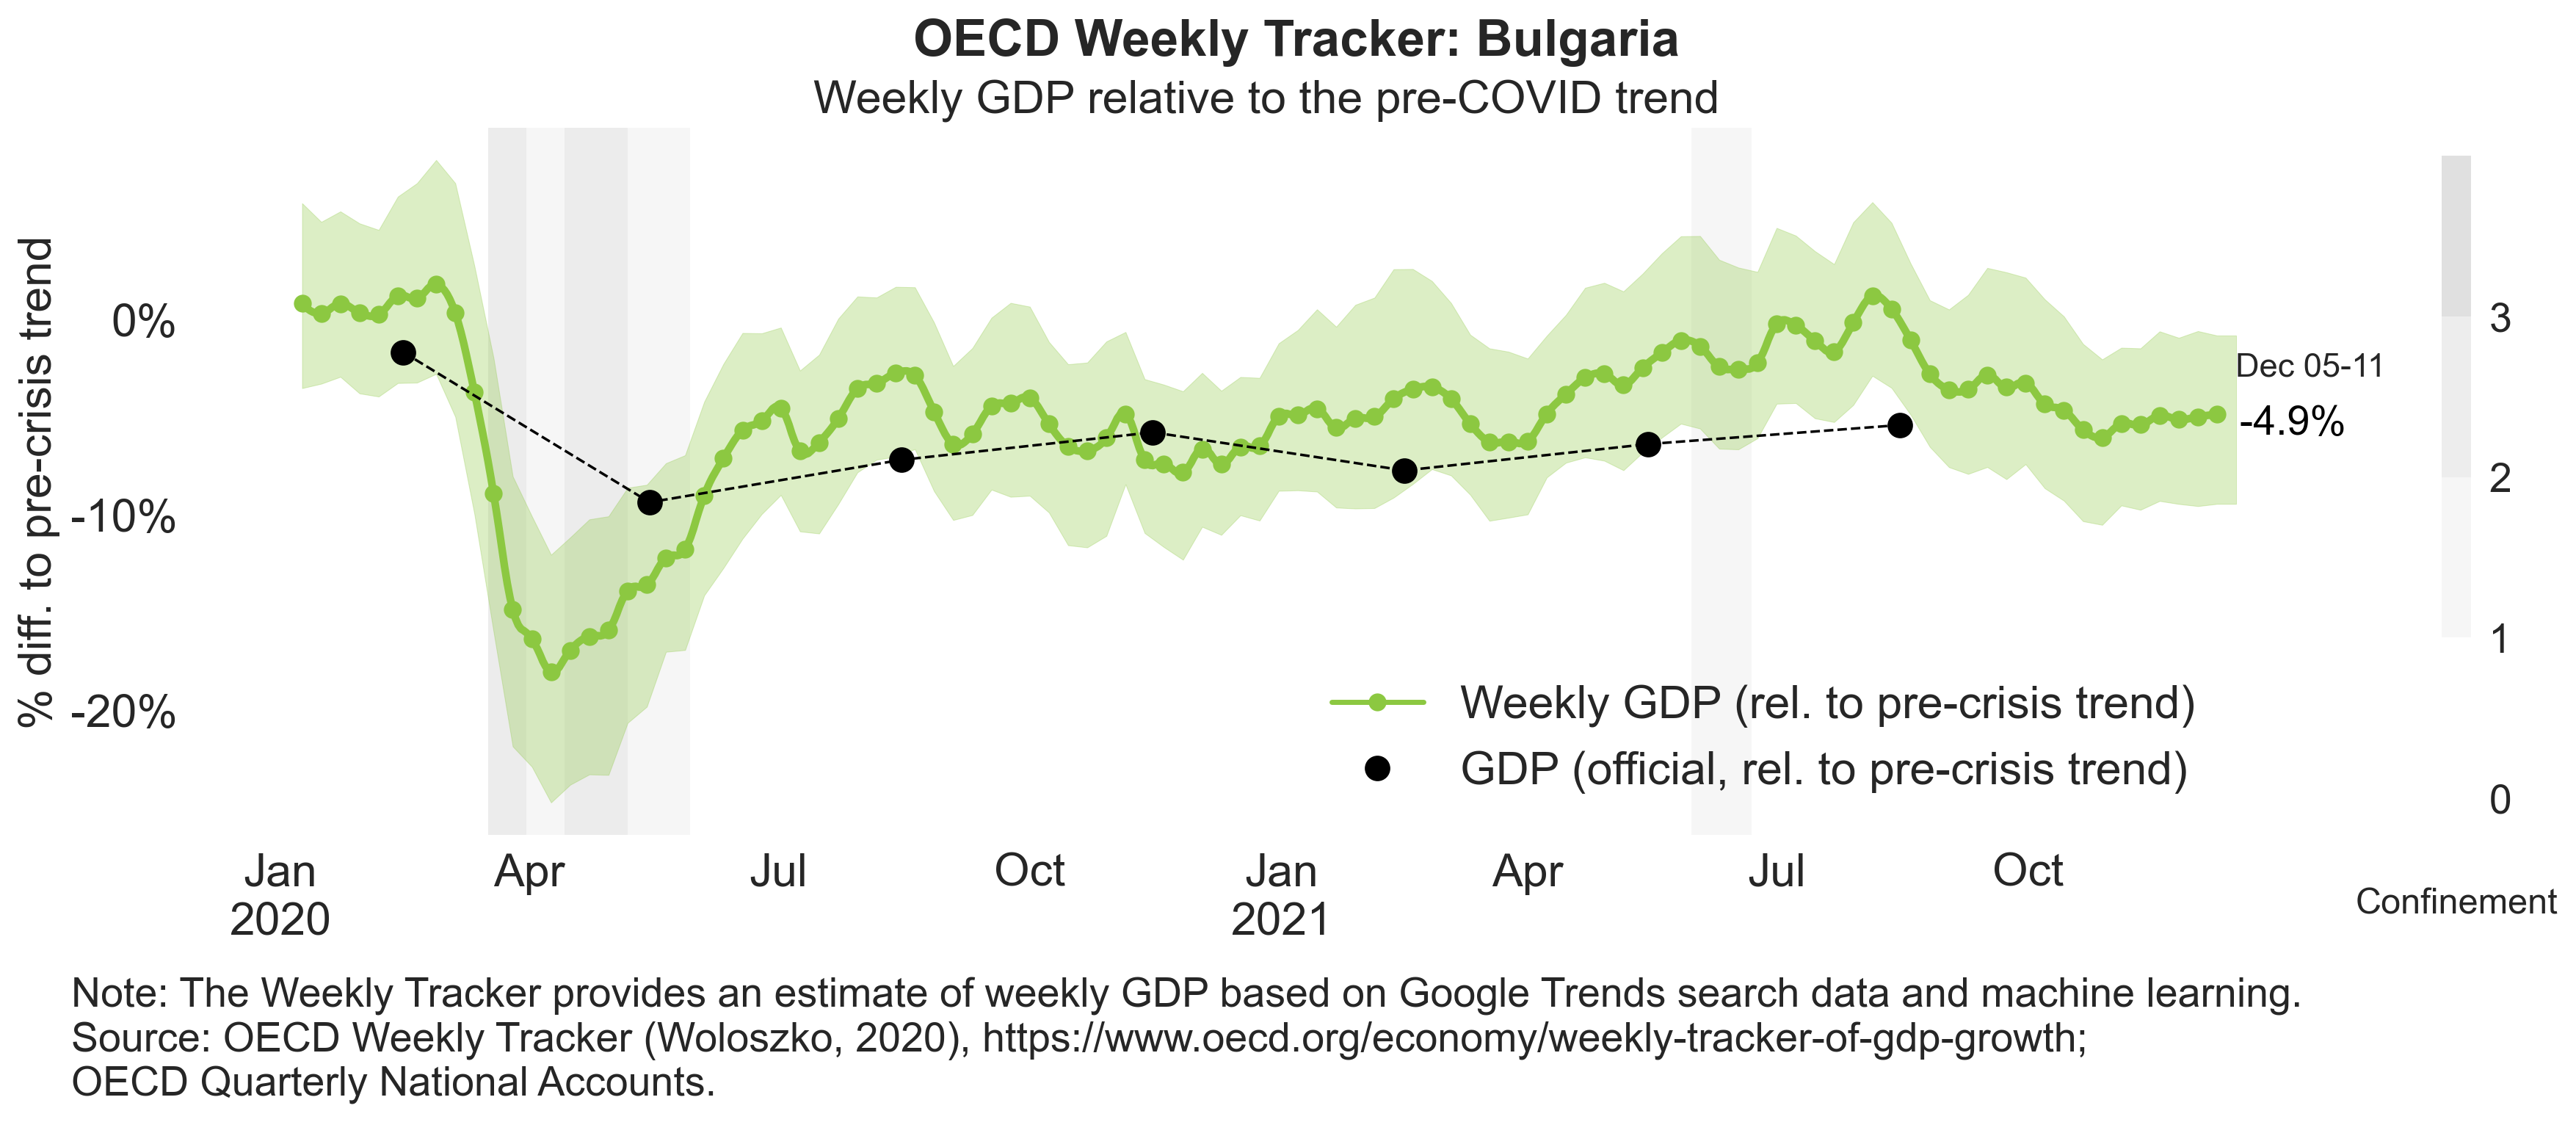 OECD Weekly Tracker: Bulgaria
Weekly GDP relative to the pre-COVID trend
% diff. to pre-crisis trend
0%
-10%
-20%
Dec 05-11
-4.9%
3
2
1
0
Confinement
Weekly GDP (rel. to pre-crisis trend)
GDP (official, rel. to pre-crisis trend)
Jan Apr Jul Oct Jan Apr Jul Oct
2020 2021
Note: The Weekly Tracker provides an estimate of weekly GDP based on Google Trends search data and machine learning.
Source: OECD Weekly Tracker (Woloszko, 2020), https://www.oecd.org/economy/weekly-tracker-of-gdp-growth;
OECD Quarterly National Accounts.